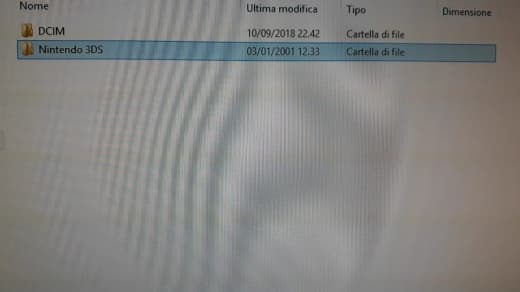 Nome Ultima modifica Tipo Dimensione
DCIM 10/09/2018 22.42 Cartella di file
Nintendo 3DS 03/01/2001 12.33 Cartella di file